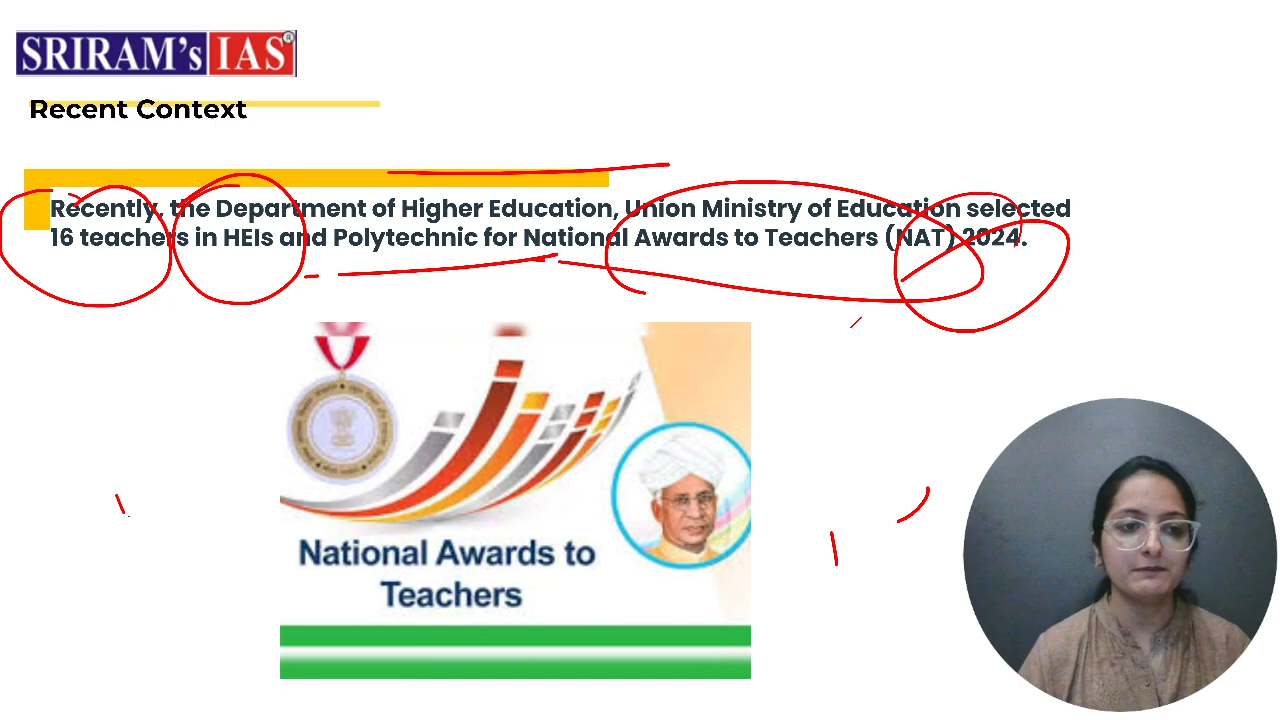 SRIRAM's IAS®
Recent Context
Recently, the Department of Higher Education, Union Ministry of Education selected
16 teachers in HEIs and Polytechnic for National Awards to Teachers (NAT) 2024.
National Awards to
Teachers